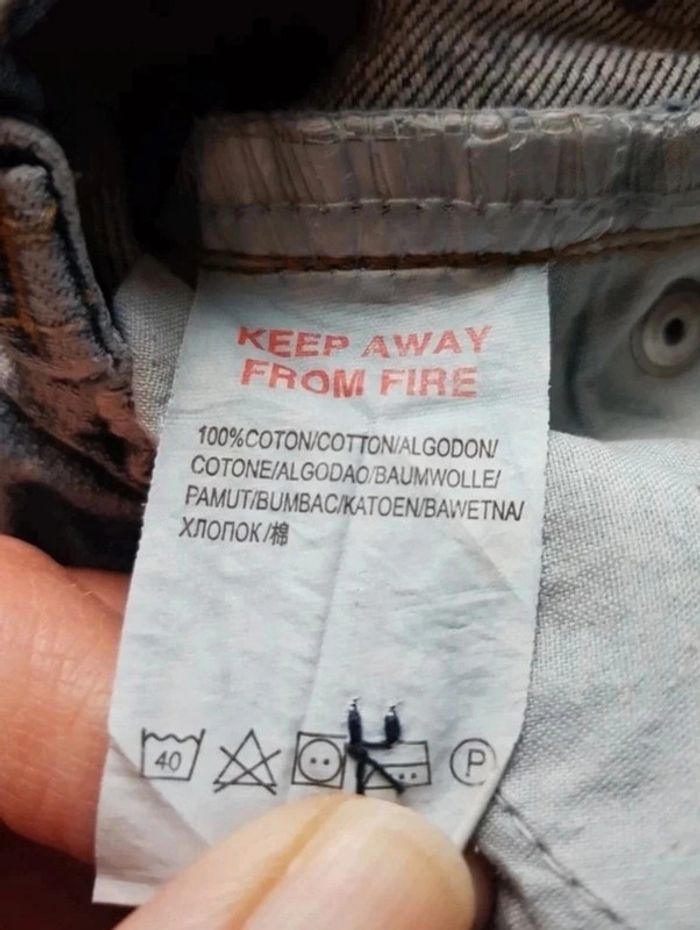 KEEP AWAY
FROM FIRE
100%COTON/COTTON/ALGODON/
COTONE/ALGODAO/BAUMWOLLE/
PAMUT/BUMBAC/KATOEN/BAWETNA/
ХЛОПОК/棉
40 P